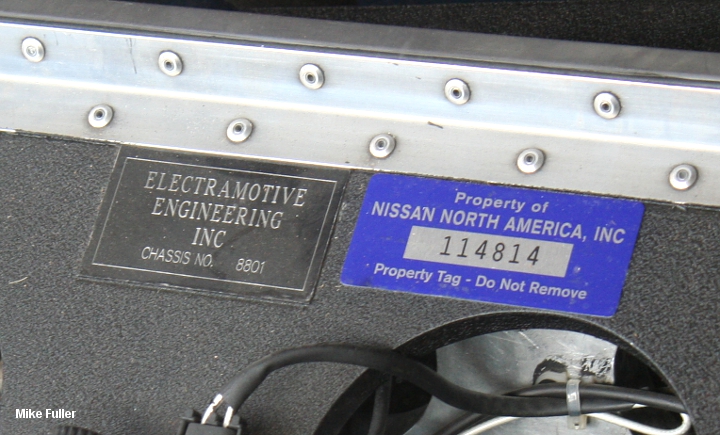 ELECTRAMOTIVE
ENGINEERING
INC
CHASSIS NO. 8801
Property of
NISSAN NORTH AMERICA, INC
114814
Property Tag - Do Not Remove
Mike Fuller